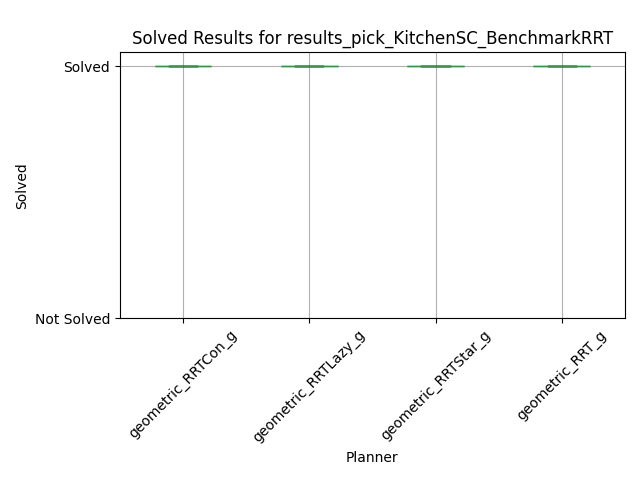 Solved Results for results_pick_KitchenSC_BenchmarkRRT
Solved
Solved
Not Solved
geometric_RRTCon_g
geometric_RRTLazy_g
geometric_RRTStar_g
geometric_RRT_g
Planner